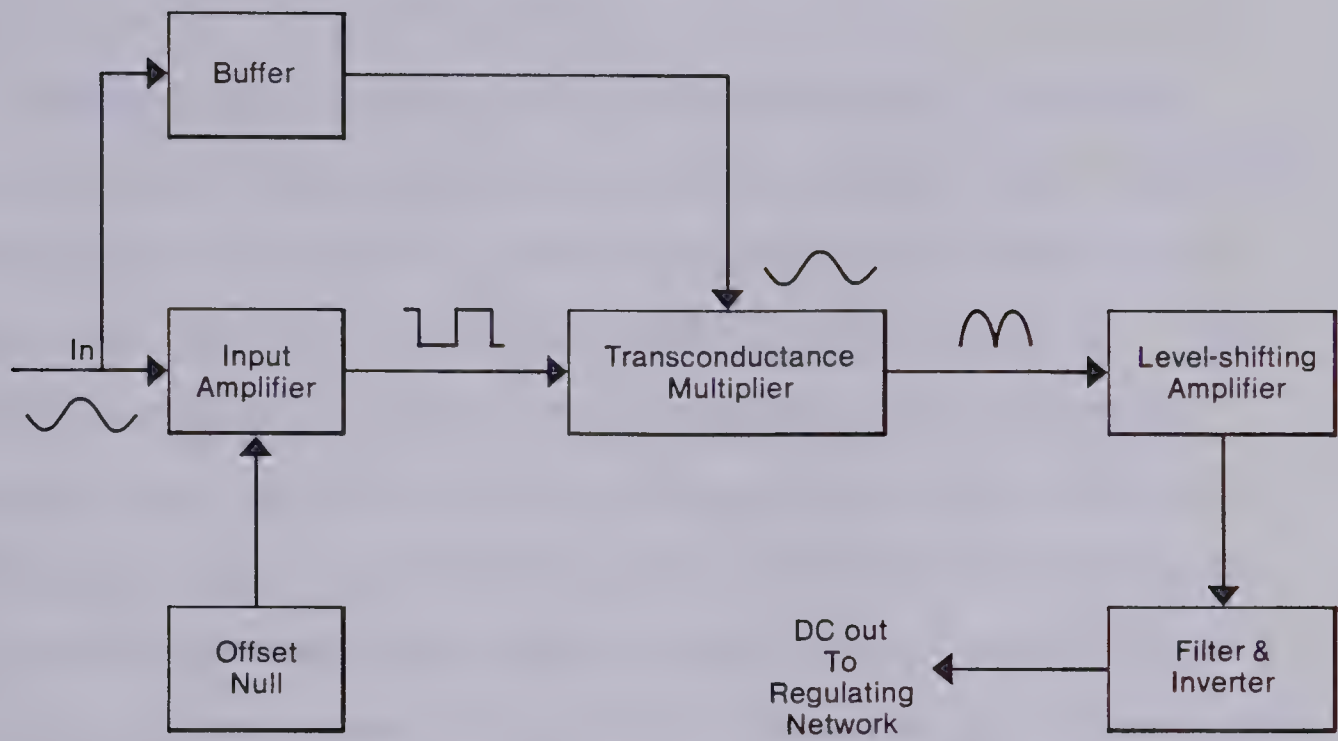 Buffer
In
Input
Amplifier
Transconductance
Multiplier
Level-shifting
Amplifier
Offset
Null
DC out
To
Regulating
Network
Filter &
Inverter